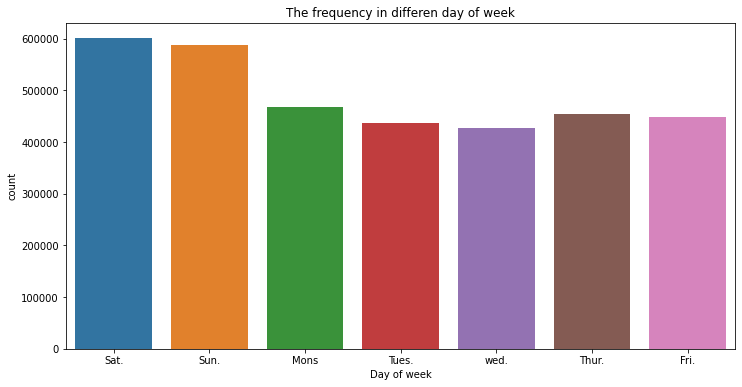 The frequency in differen day of week
600000
500000
400000
300000
200000
100000
0
count
Sat. Sun. Mons Tues. wed. Thur. Fri.
Day of week